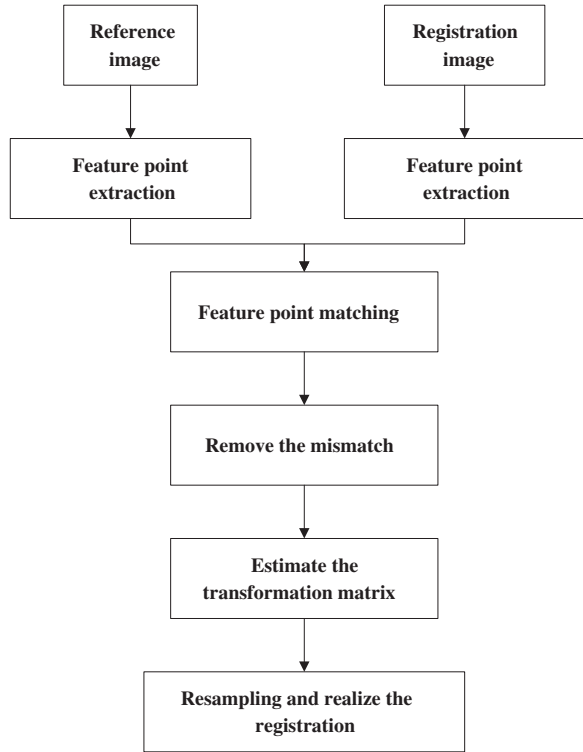 Reference
image
Registration
image
Feature point
extraction
Feature point
extraction
Feature point matching
Remove the mismatch
Estimate the
transformation matrix
Resampling and realize the
registration